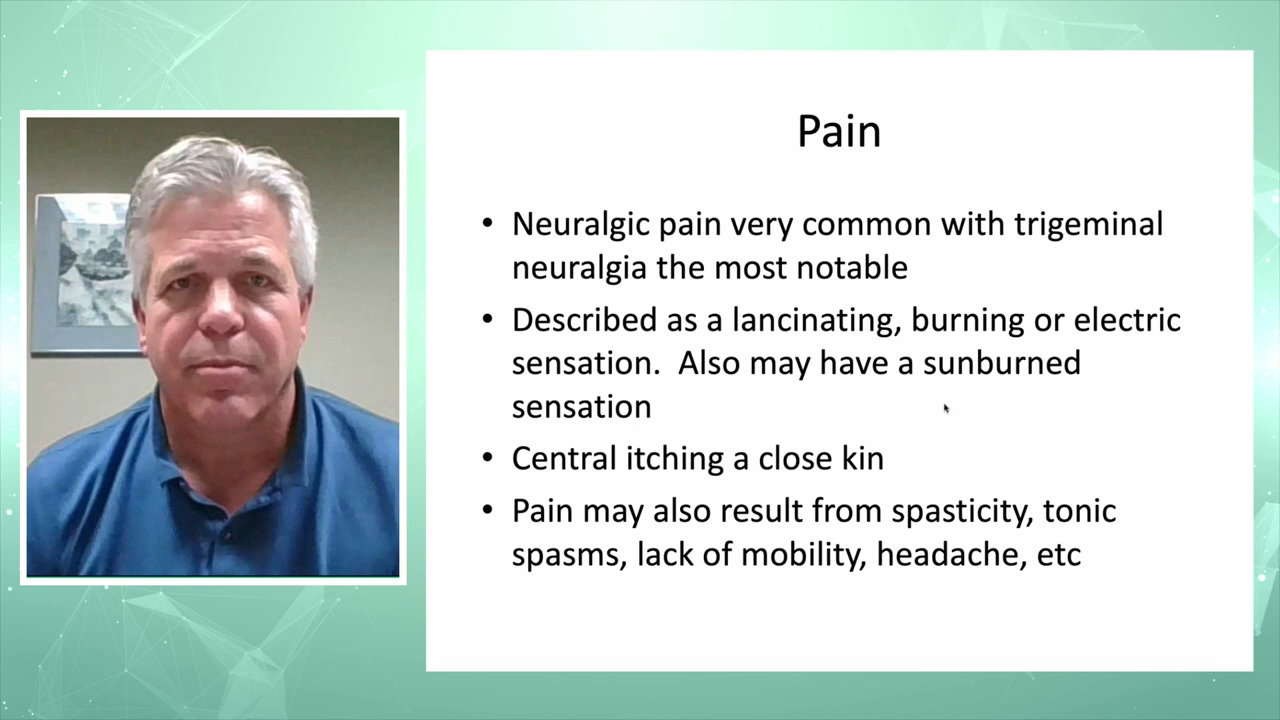 Pain
• Neuralgic pain very common with trigeminal
neuralgia the most notable
• Described as a lancinating, burning or electric
sensation.  Also may have a sunburned
sensation
• Central itching a close kin
• Pain may also result from spasticity, tonic
spasms, lack of mobility, headache, etc